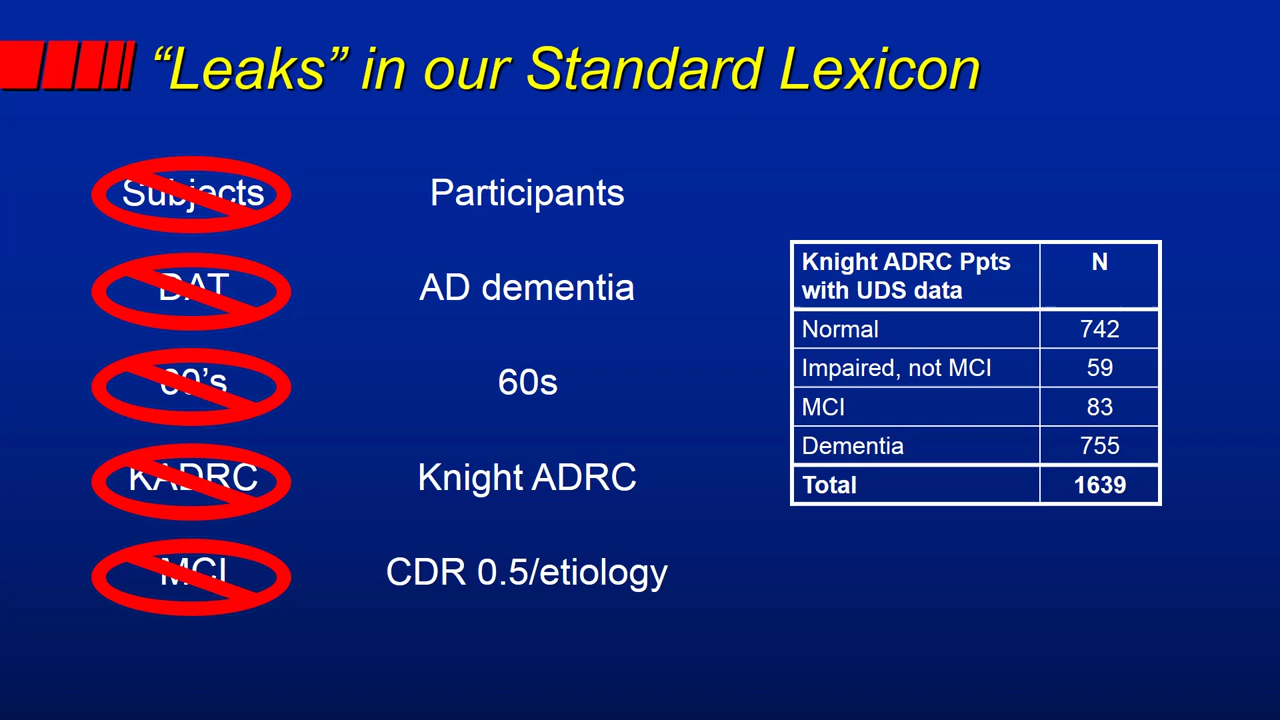 “Leaks” in our Standard Lexicon
Subjects
Participants
DAT
AD dementia
60’s
60s
KADRC
Knight ADRC
MCI
CDR 0.5/etiology
Knight ADRC Ppts
with UDS data
N
Normal
742
Impaired, not MCI
59
MCI
83
Dementia
755
Total
1639